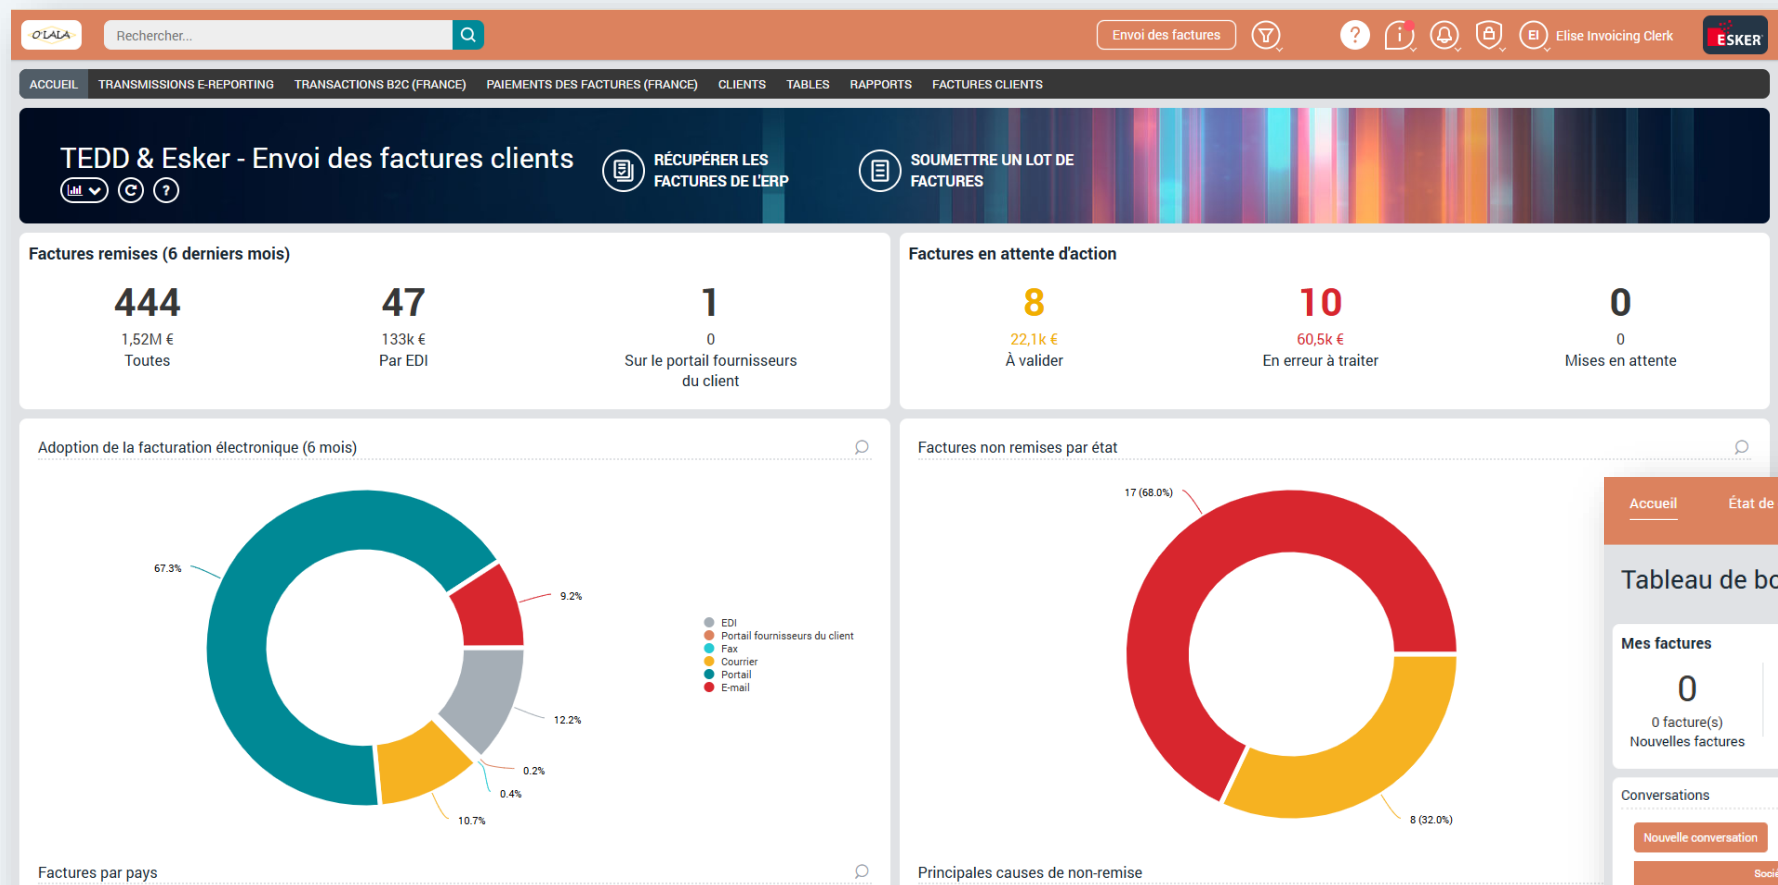 O'LALA
Rechercher...
Envoi des factures
EI
Elise Invoicing Clerk
ESKER
ACCUEIL
TRANSMISSIONS E-REPORTING
TRANSACTIONS B2C (FRANCE)
PAIEMENTS DES FACTURES (FRANCE)
CLIENTS
TABLES
RAPPORTS
FACTURES CLIENTS
TEDD & Esker - Envoi des factures clients
RÉCUPÉRER LES
FACTURES DE L'ERP
SOUMETTRE UN LOT DE
FACTURES
Factures remises (6 derniers mois)
444
1,52M €
Toutes
47
133k €
Par EDI
1
0
Sur le portail fournisseurs
du client
Factures en attente d'action
8
22,1k €
À valider
10
60,5k €
En erreur à traiter
0
0
Mises en attente
Adoption de la facturation électronique (6 mois)
67.3%
9.2%
12.2%
0.2%
0.4%
10.7%
EDI
Portail fournisseurs du client
Fax
Courrier
Portail
E-mail
Factures non remises par état
17 (68.0%)
8 (32.0%)
Accueil
État de
Tableau de bo
Mes factures
0
0 facture(s)
Nouvelles factures
Conversations
Nouvelle conversation
Socié
Factures par pays
Principales causes de non-remise